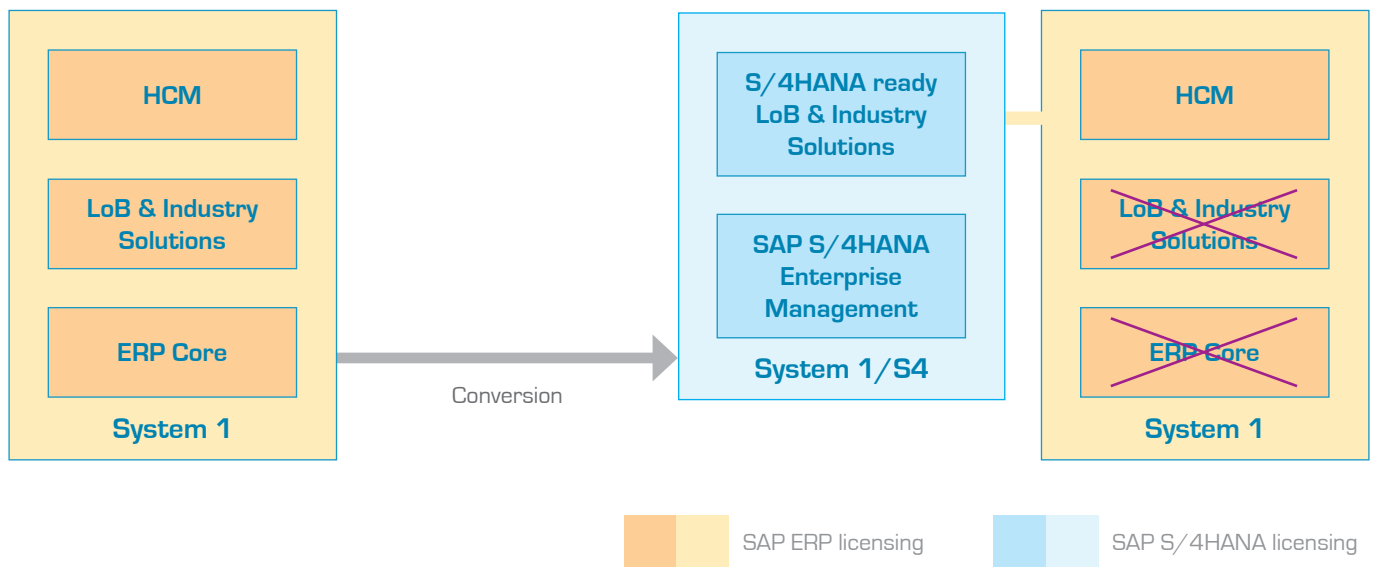 HCM
LoB & Industry
Solutions
ERP Core
System 1
Conversion
S/4HANA ready
LoB & Industry
Solutions
SAP S/4HANA
Enterprise
Management
System 1/S4
HCM
LoB & Industry
Solutions
ERP Core
System 1
SAP ERP licensing
SAP S/4HANA licensing